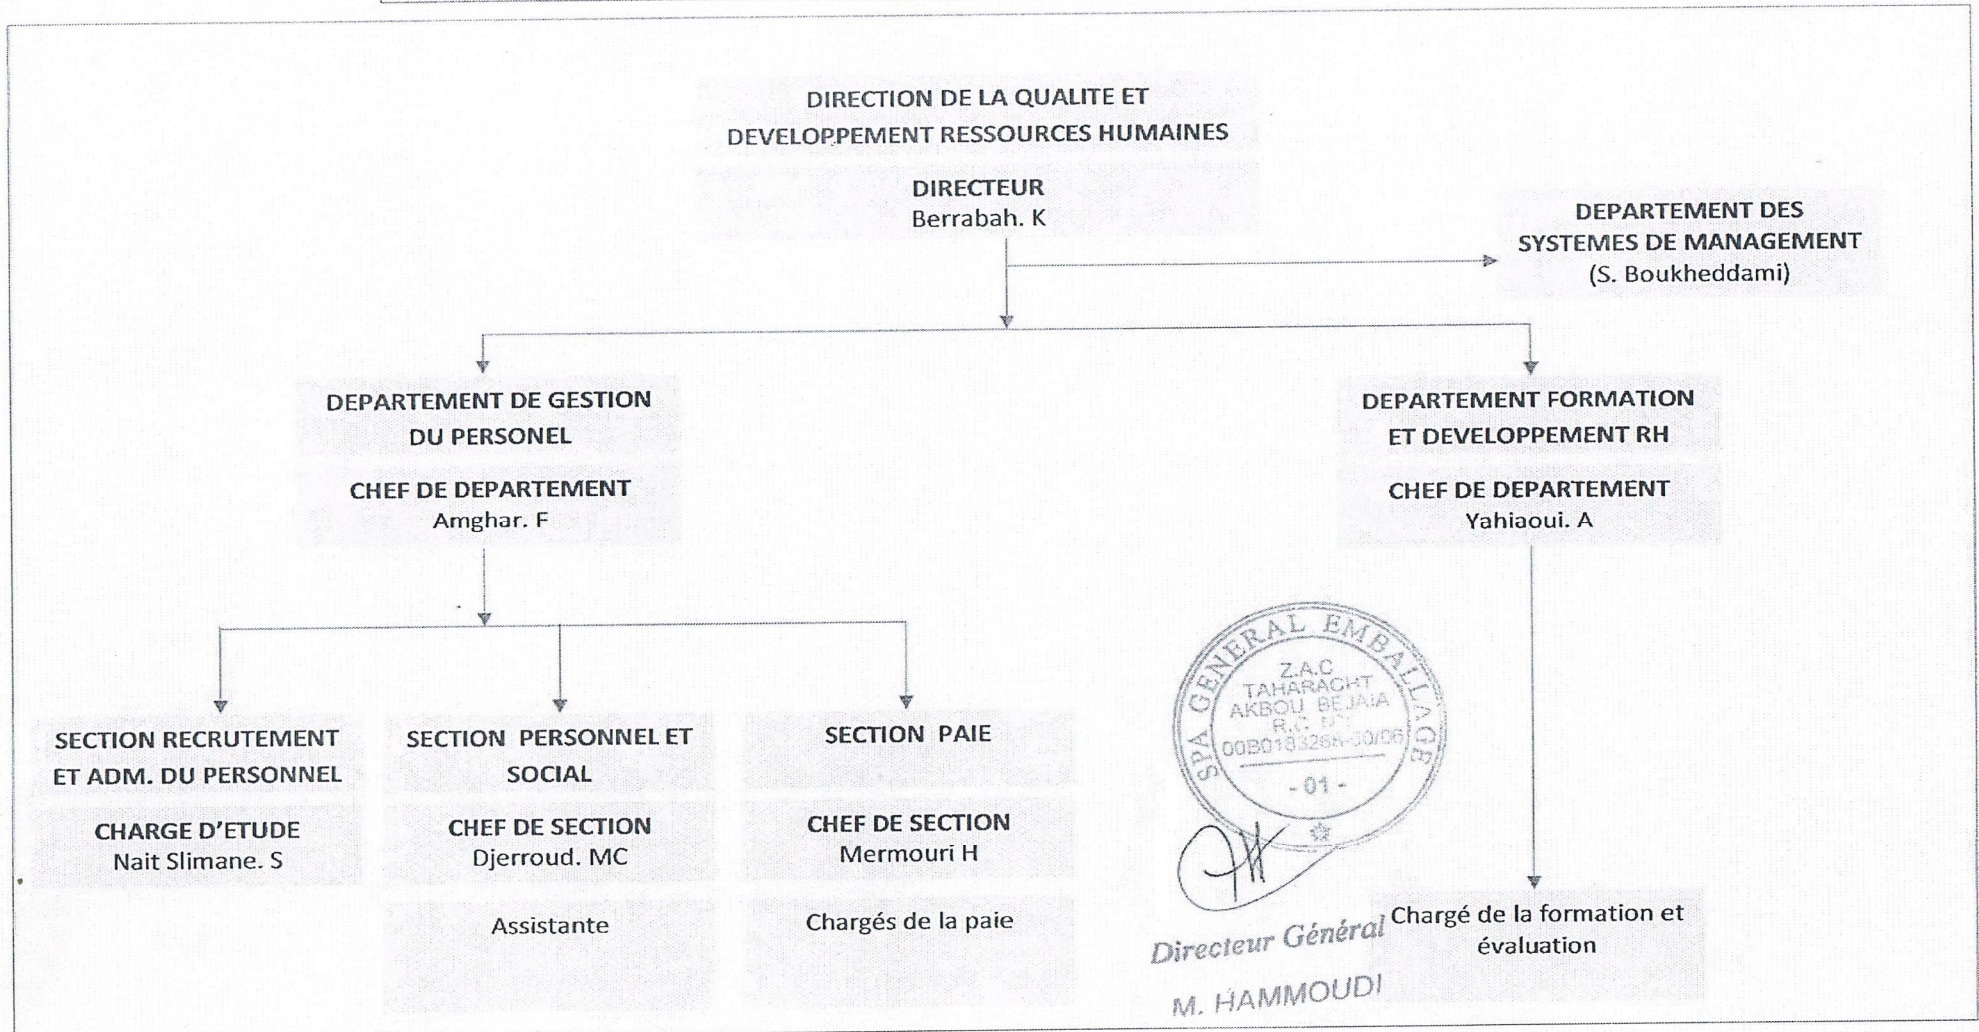 DIRECTION DE LA QUALITE ET
DEVELOPPEMENT RESSOURCES HUMAINES
DIRECTEUR
Berrabah. K
DEPARTEMENT DES
SYSTEMES DE MANAGEMENT
(S. Boukheddami)
DEPARTEMENT DE GESTION
DU PERSONEL
CHEF DE DEPARTEMENT
Amghar. F
DEPARTEMENT FORMATION
ET DEVELOPPEMENT RH
CHEF DE DEPARTEMENT
Yahiaoui. A
SECTION RECRUTEMENT
ET ADM. DU PERSONNEL
CHARGE D'ETUDE
Nait Slimane. S
SECTION PERSONNEL ET
SOCIAL
CHEF DE SECTION
Djerroud. MC
Assistante
SECTION PAIE
CHEF DE SECTION
Mermouri H
Chargés de la paie
SPA GENERAL EMBALLAGE
Z.A.C
TAHARACHT
AKBOU BEJAIA
R.C.
- 01 -
Directeur Général
M. HAMMOUDI
Chargé de la formation et
évaluation